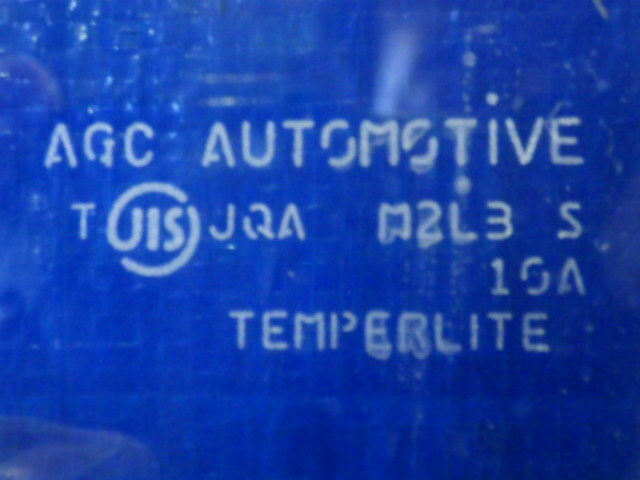 AGC AUTOMOTIVE
T JIS JQA M2L3 S
10A
TEMPERLITE